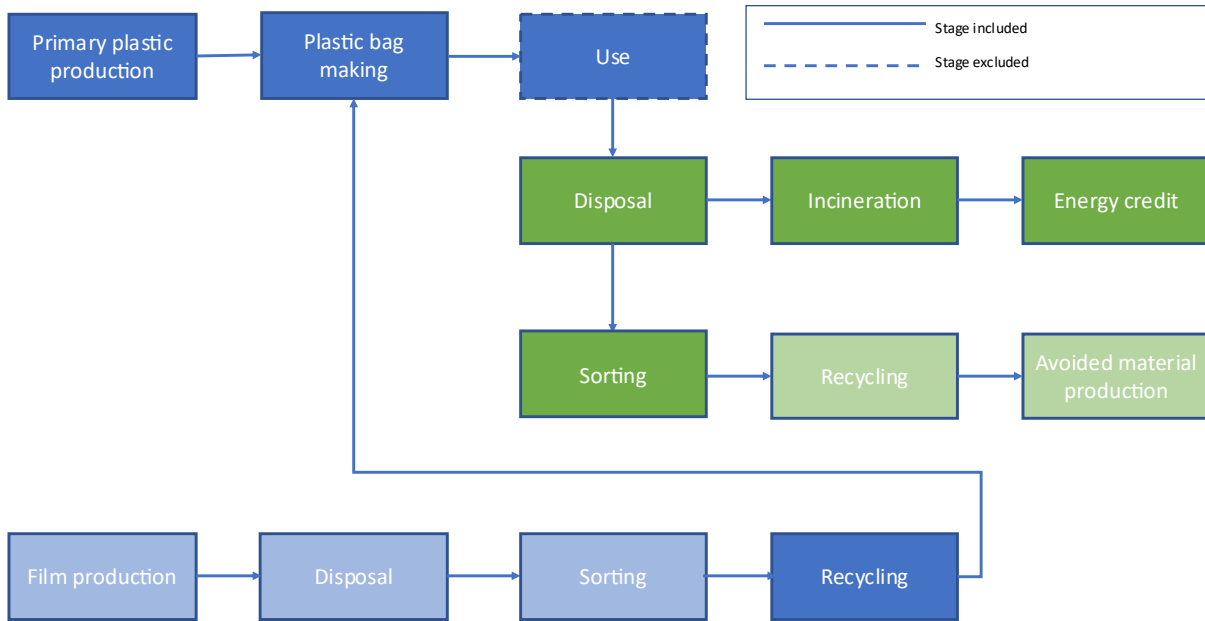 Primary plastic
production
Plastic bag
making
Use
Stage included
Stage excluded
Disposal
Incineration
Energy credit
Sorting
Recycling
Avoided material
production
Film production
Disposal
Sorting
Recycling